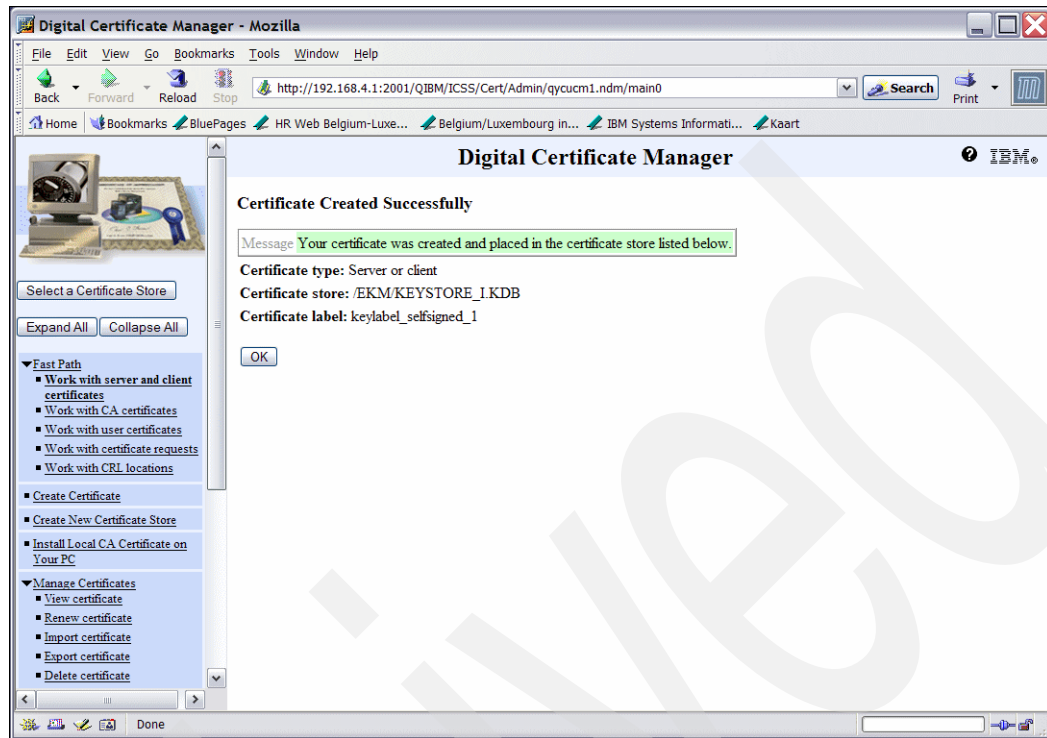 Digital Certificate Manager - Mozilla
File Edit View Go Bookmarks Tools Window Help
Back Forward Reload Stop http://192.168.4.1:2001/QIBM/ICSS/Cert/Admin/qycucm1.ndm/main0 Search Print
Home Bookmarks BluePages HR Web Belgium-Luxe... Belgium/Luxembourg in... IBM Systems Informati... Kaart
Digital Certificate Manager
IBM®
Select a Certificate Store
Expand All Collapse All
Fast Path
Work with server and client
certificates
Work with CA certificates
Work with user certificates
Work with certificate requests
Work with CRL locations
Create Certificate
Create New Certificate Store
Install Local CA Certificate on
Your PC
Manage Certificates
View certificate
Renew certificate
Import certificate
Export certificate
Delete certificate
Certificate Created Successfully
Message Your certificate was created and placed in the certificate store listed below.
Certificate type: Server or client
Certificate store: /EKM/KEYSTORE_I.KDB
Certificate label: keylabel_selfsigned_1
OK
Done